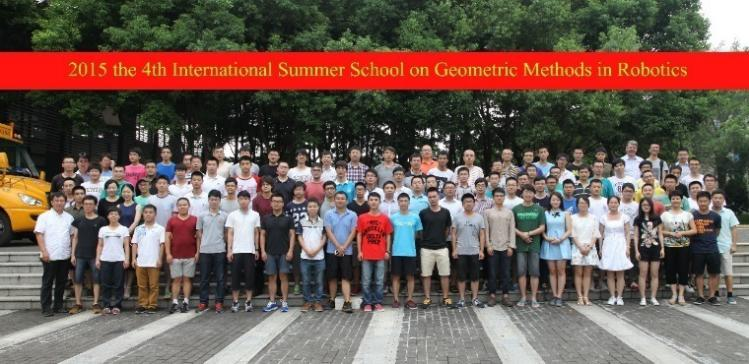 2015 the 4th International Summer School on Geometric Methods in Robotics